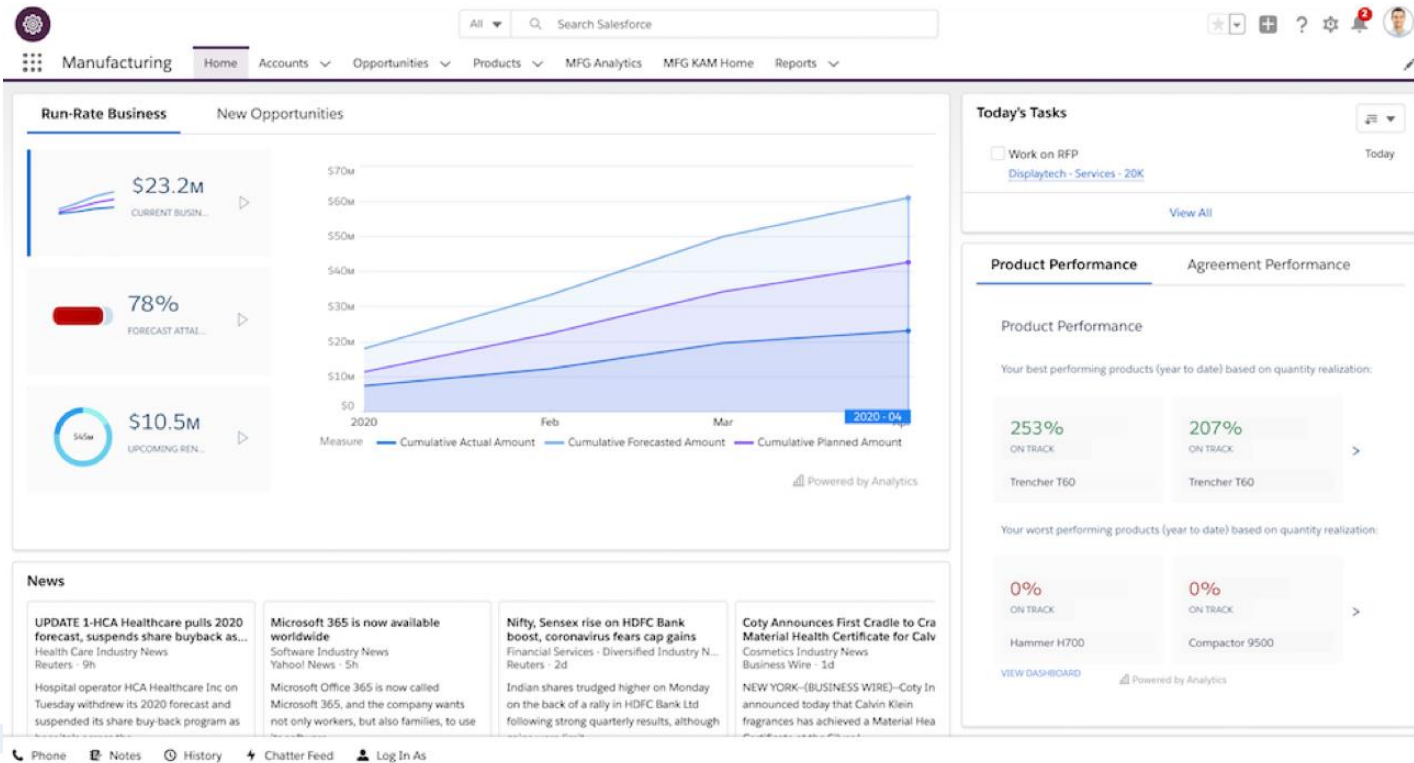 All
Search Salesforce
2
Manufacturing
Home
Accounts
Opportunities
Products
MFG Analytics
MFG KAM Home
Reports
Run-Rate Business
New Opportunities
$23.2M
CURRENT BUSIN...
78%
FORECAST ATTAI...
$45M
$10.5M
UPCOMING REN...
$70M
$60M
$50M
$40M
$30M
$20M
$10M
$0
2020
Feb
Mar
2020 - 04
Measure
Cumulative Actual Amount
Cumulative Forecasted Amount
Cumulative Planned Amount
Powered by Analytics
Today's Tasks
Work on RFP
Today
Displaytech - Services - 20K
View All
Product Performance
Agreement Performance
Product Performance
Your best performing products (year to date) based on quantity realization:
253%
ON TRACK
Trencher T60
207%
ON TRACK
Trencher T60
Your worst performing products (year to date) based on quantity realization:
0%
ON TRACK
Hammer H700
0%
ON TRACK
Compactor 9500
VIEW DASHBOARD
Powered by Analytics
News
UPDATE 1-HCA Healthcare pulls 2020
forecast, suspends share buyback as...
Health Care Industry News
Reuters · 9h
Hospital operator HCA Healthcare Inc on
Tuesday withdrew its 2020 forecast and
suspended its share buy-back program as
Microsoft 365 is now available
worldwide
Software Industry News
Yahoo! News · 5h
Microsoft Office 365 is now called
Microsoft 365, and the company wants
not only workers, but also families, to use
Nifty, Sensex rise on HDFC Bank
boost, coronavirus fears cap gains
Financial Services · Diversified Industry N...
Reuters · 2d
Indian shares trudged higher on Monday
on the back of a rally in HDFC Bank Ltd
following strong quarterly results, although
Coty Announces First Cradle to Cra
Material Health Certificate for Calv
Cosmetics Industry News
Business Wire · 1d
NEW YORK--(BUSINESS WIRE)--Coty In
announced today that Calvin Klein
fragrances has achieved a Material Hea
Phone
Notes
History
Chatter Feed
Log In As